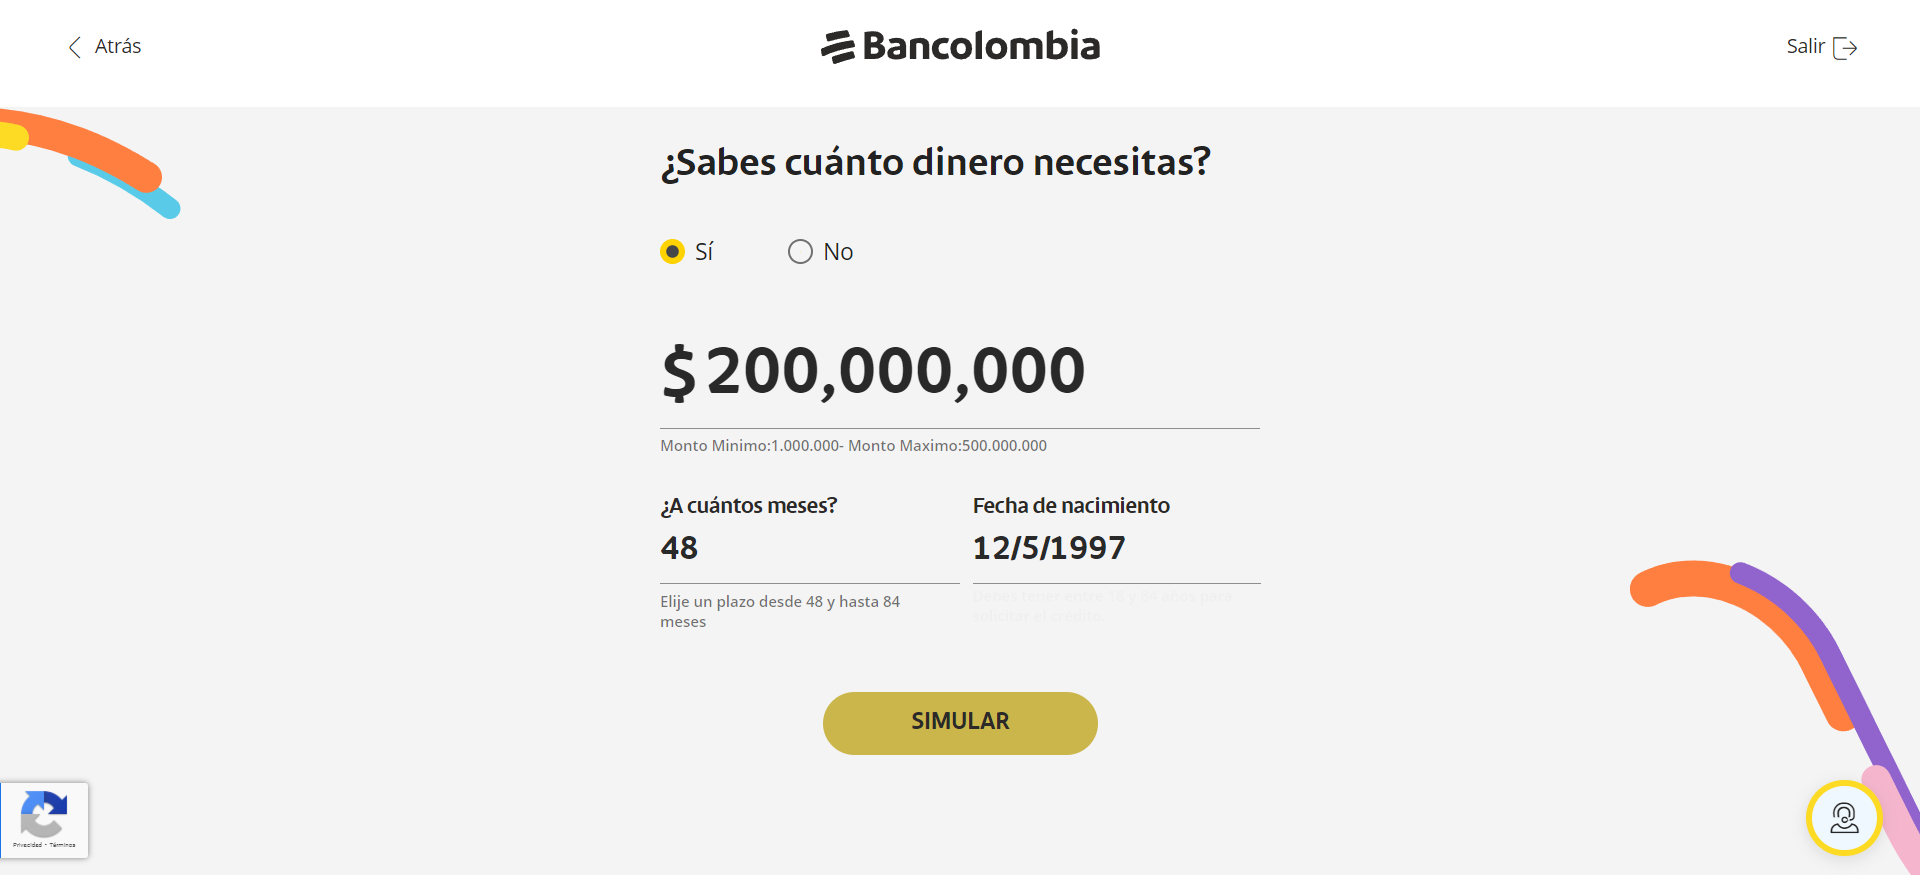 Atrás
Bancolombia
Salir
¿Sabes cuánto dinero necesitas?
Sí
No
$ 200,000,000
Monto Minimo:1.000.000- Monto Maximo:500.000.000
¿A cuántos meses?
Fecha de nacimiento
48
12/5/1997
Elije un plazo desde 48 y hasta 84
meses
Debes tener entre 18 y 84 años para
solicitar el crédito.
SIMULAR
Privacidad - Términos